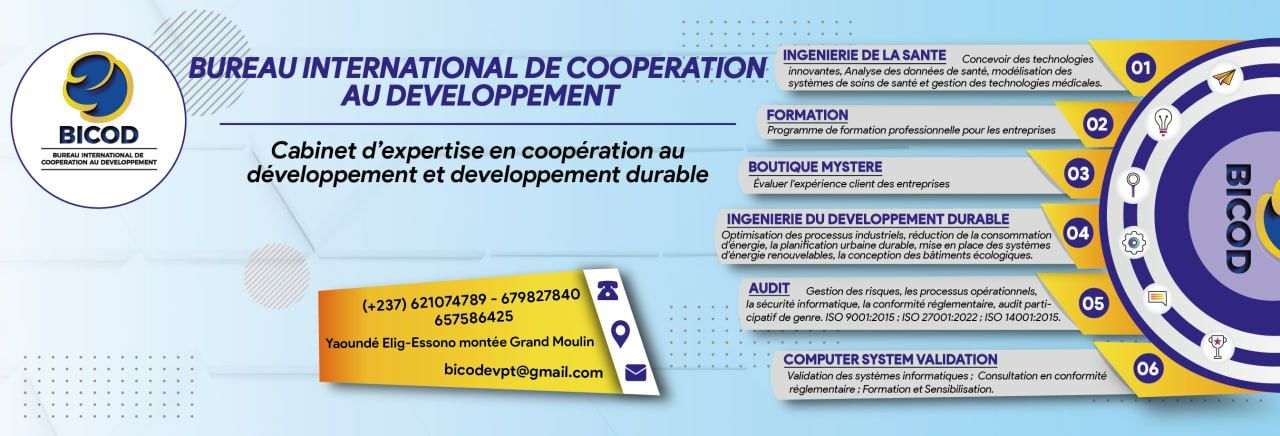 BICOD
BUREAU INTERNATIONAL DE
COOPERATION AU DEVELOPPEMENT
BUREAU INTERNATIONAL DE COOPERATION
AU DEVELOPPEMENT
Cabinet d'expertise en coopération au
développement et developpement durable
(+237) 621074789 - 679827840
657586425
Yaoundé Elig-Essono montée Grand Moulin
bicodevpt@gmail.com
INGENIERIE DE LA SANTE Concevoir des technologies
innovantes, Analyse des données de santé, modélisation des
systèmes de soins de santé et gestion des technologies médicales.
01
FORMATION
Programme de formation professionnelle pour les entreprises
02
BOUTIQUE MYSTERE
Évaluer l'expérience client des entreprises
03
INGENIERIE DU DEVELOPPEMENT DURABLE
Optimisation des processus industriels, réduction de la consommation
d'énergie, la planification urbaine durable, mise en place des systèmes
d'énergie renouvelables, la conception des bâtiments écologiques.
04
AUDIT Gestion des risques, les processus opérationnels,
la sécurité informatique, la conformité réglementaire, audit parti-
cipatif de genre. ISO 9001:2015 ; ISO 27001:2022 ; ISO 14001:2015.
05
COMPUTER SYSTEM VALIDATION
Validation des systèmes informatiques ; Consultation en conformité
réglementaire ; Formation et Sensibilisation.
06
BICOD